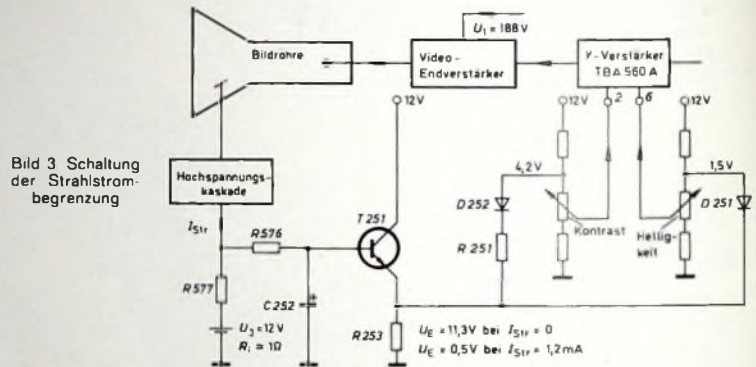 U₁ = 188V
Bildröhre
Video-
Endverstärker
Y-Verstärker
TBA 560 A
12V
12V
2
6
12V
Bild 3 Schaltung
der Strahlstrom-
begrenzung
Hochspannungs-
kaskade
4,2V
1,5V
I Str
T 251
D 252
D 251
R 576
Kontrast
Hellig-
keit
R 251
R 577
C 252
+
U₃ = 12 V
Rᵢ ≈ 1Ω
R 253
U_E = 11,3V bei I_Str = 0
U_E = 0,5V bei I_Str = 1,2mA